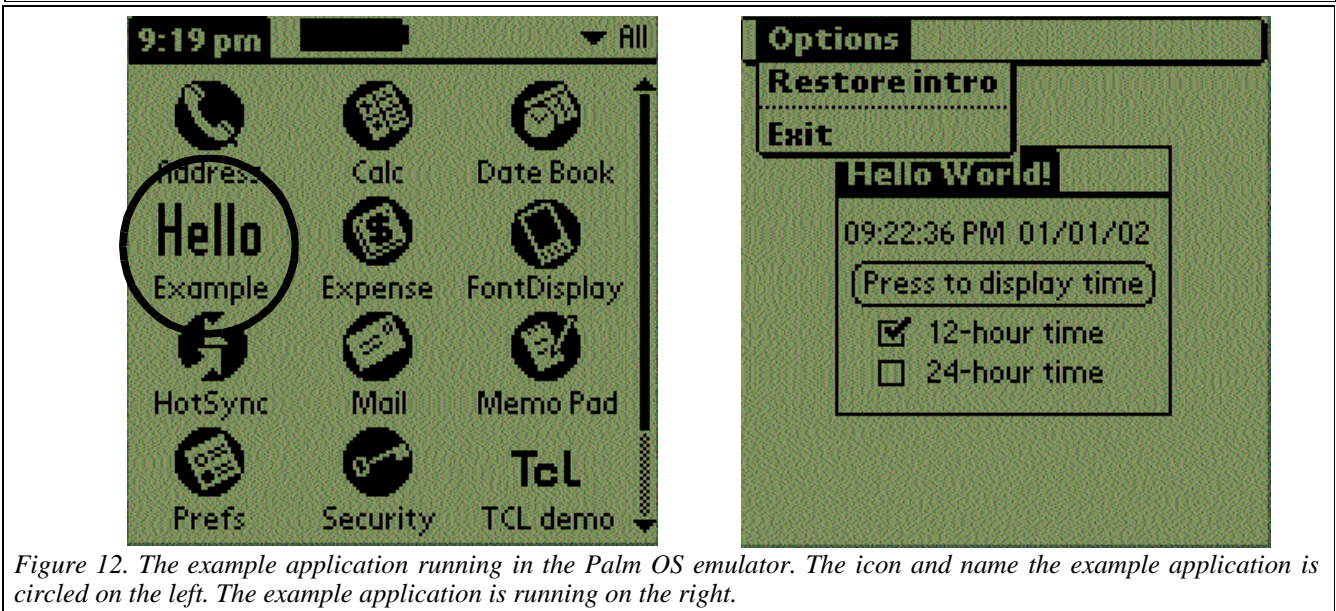 9:19 pm All
Address Calc Date Book
Hello
Example Expense FontDisplay
HotSync Mail Memo Pad
TCL
Prefs Security TCL demo
Options
Restore intro
Exit
Hello World!
09:22:36 PM 01/01/02
Press to display time
12-hour time
24-hour time
Figure 12. The example application running in the Palm OS emulator. The icon and name the example application is
circled on the left. The example application is running on the right.